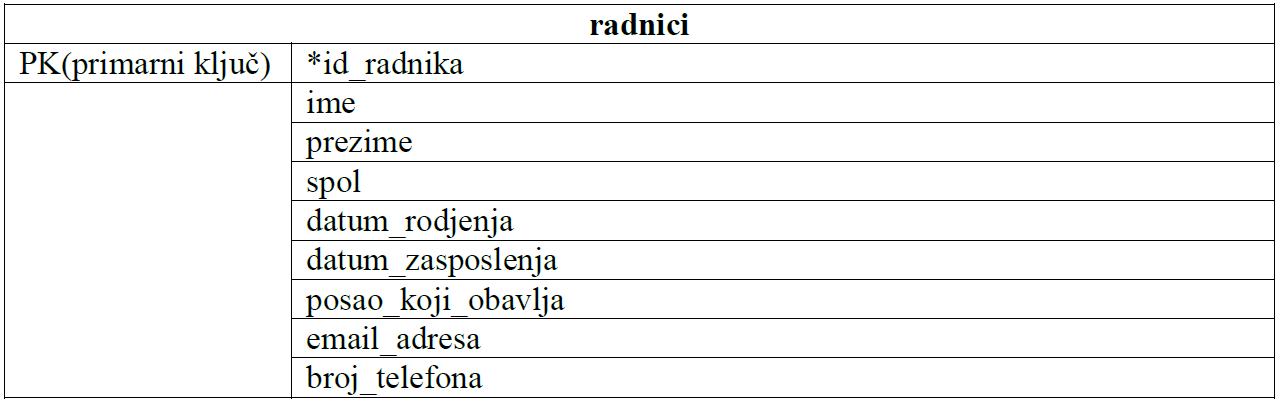 radnici
PK(primarni ključ) *id_radnika
ime
prezime
spol
datum_rodjenja
datum_zasposlenja
posao_koji_obavlja
email_adresa
broj_telefona